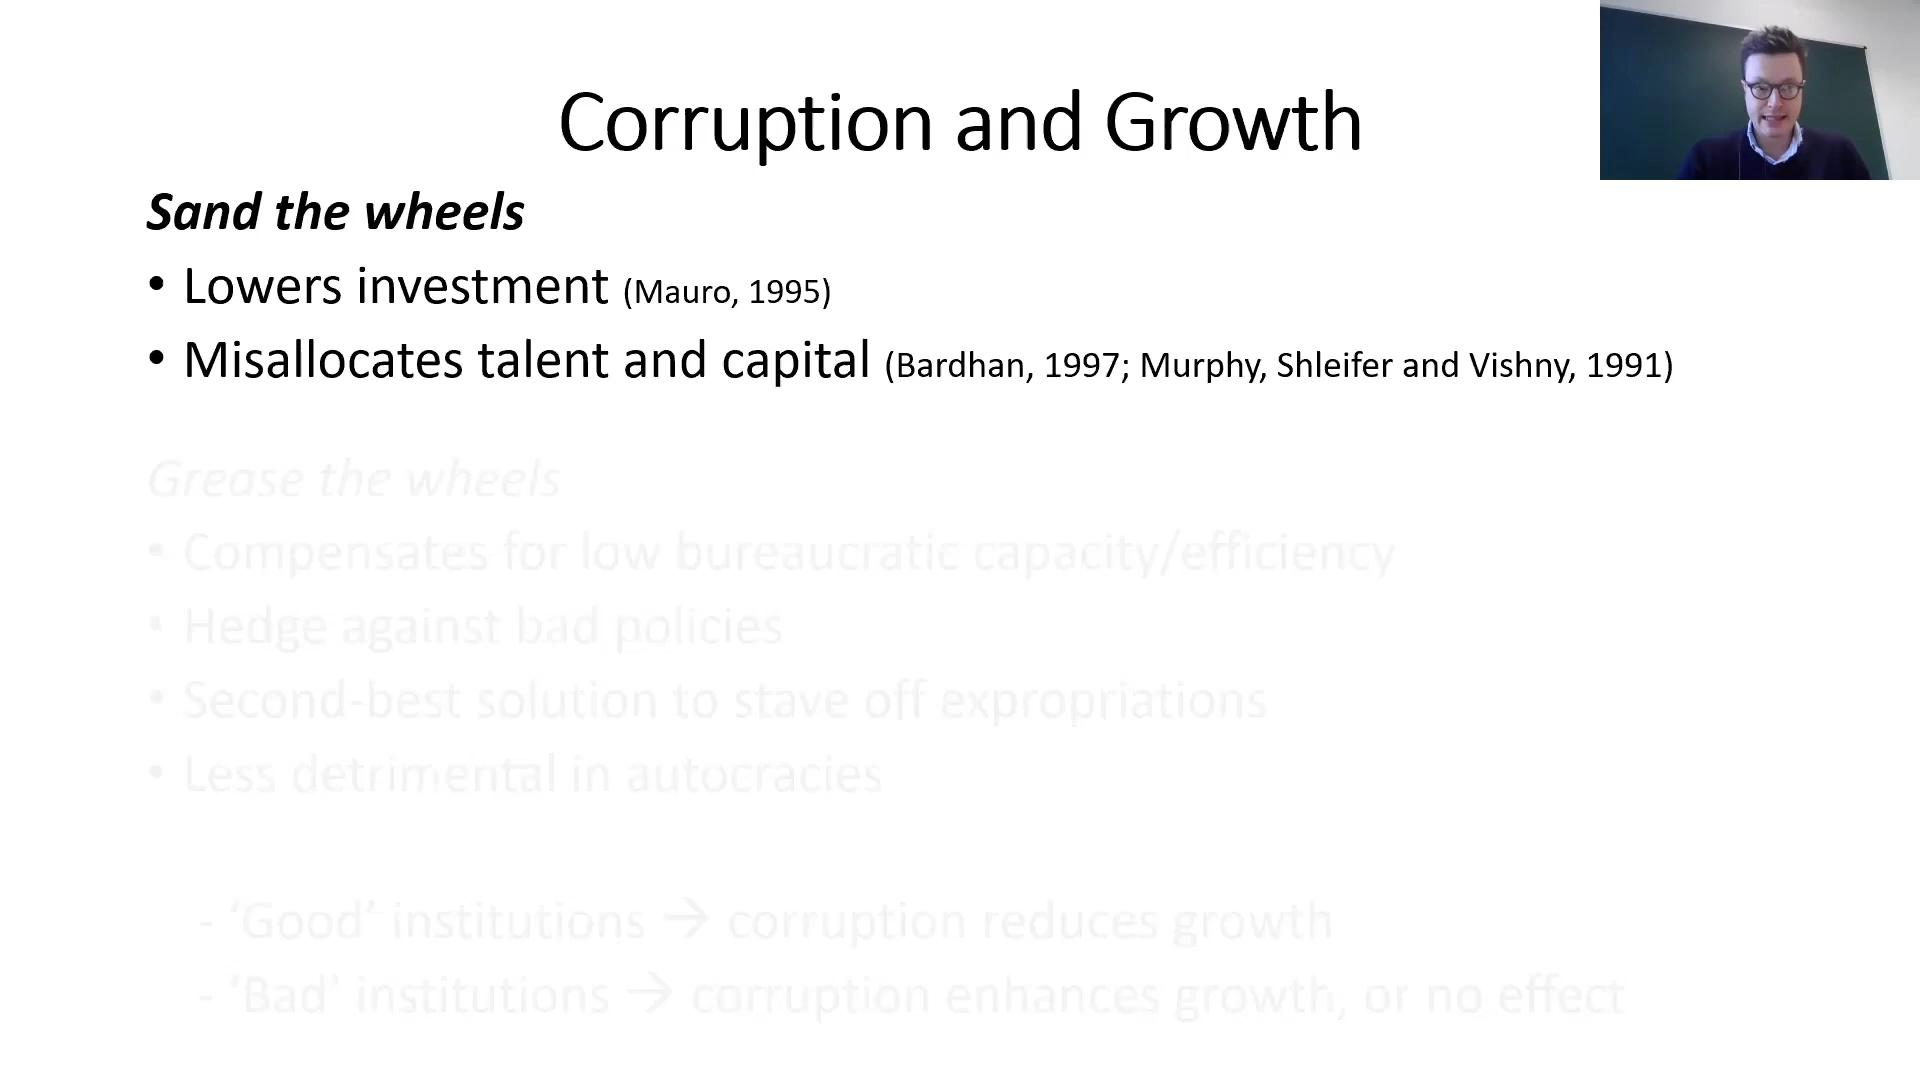 Corruption and Growth
Sand the wheels
• Lowers investment (Mauro, 1995)
• Misallocates talent and capital (Bardhan, 1997; Murphy, Shleifer and Vishny, 1991)
Grease the wheels
• Compensates for low bureaucratic capacity/efficiency
• Hedge against bad policies
• Second-best solution to stave off expropriations
• Less detrimental in autocracies
- ‘Good’ institutions → corruption reduces growth
- ‘Bad’ institutions → corruption enhances growth, or no effect